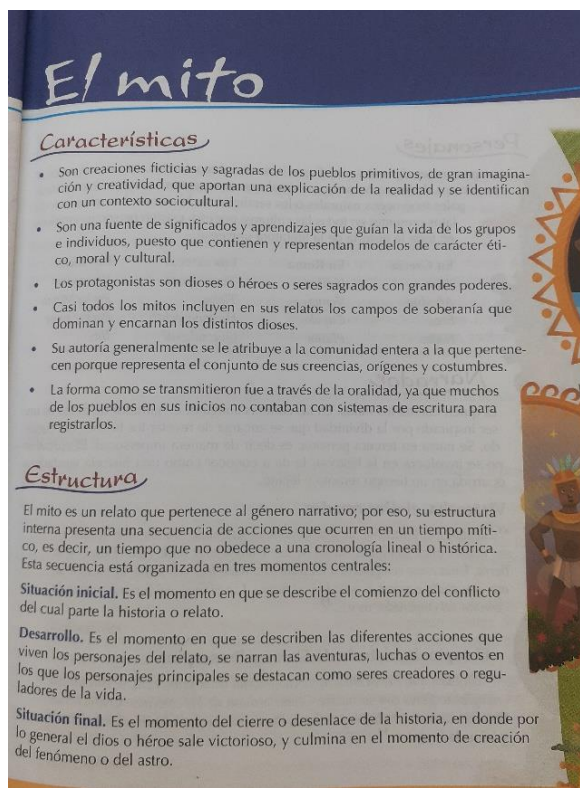 El mito
Características
• Son creaciones ficticias y sagradas de los pueblos primitivos, de gran imagina-
ción y creatividad, que aportan una explicación de la realidad y se identifican
con un contexto sociocultural.
• Son una fuente de significados y aprendizajes que guían la vida de los grupos
e individuos, puesto que contienen y representan modelos de carácter éti-
co, moral y cultural.
• Los protagonistas son dioses o héroes o seres sagrados con grandes poderes.
• Casi todos los mitos incluyen en sus relatos los campos de soberanía que
dominan y encarnan los distintos dioses.
• Su autoría generalmente se le atribuye a la comunidad entera a la que pertene-
cen porque representa el conjunto de sus creencias, orígenes y costumbres.
• La forma como se transmitieron fue a través de la oralidad, ya que muchos
de los pueblos en sus inicios no contaban con sistemas de escritura para
registrarlos.
Estructura
El mito es un relato que pertenece al género narrativo; por eso, su estructura
interna presenta una secuencia de acciones que ocurren en un tiempo míti-
co, es decir, un tiempo que no obedece a una cronología lineal o histórica.
Esta secuencia está organizada en tres momentos centrales:
Situación inicial. Es el momento en que se describe el comienzo del conflicto
del cual parte la historia o relato.
Desarrollo. Es el momento en que se describen las diferentes acciones que
viven los personajes del relato, se narran las aventuras, luchas o eventos en
los que los personajes principales se destacan como seres creadores o regu-
ladores de la vida.
Situación final. Es el momento del cierre o desenlace de la historia, en donde por
lo general el dios o héroe sale victorioso, y culmina en el momento de creación
del fenómeno o del astro.